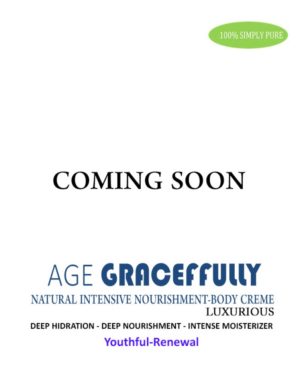 100% SIMPLY PURE
COMING SOON
AGE GRACEFFULLY
NATURAL INTENSIVE NOURISHMENT-BODY CREME
LUXURIOUS
DEEP HIDRATION - DEEP NOURISHMENT - INTENSE MOISTERIZER
Youthful-Renewal